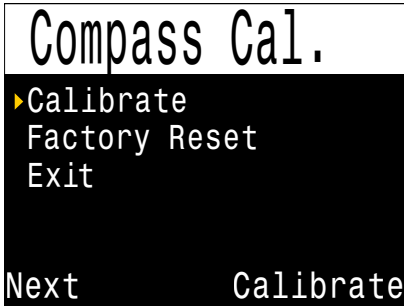 Compass Cal.
Calibrate
Factory Reset
Exit
Next Calibrate